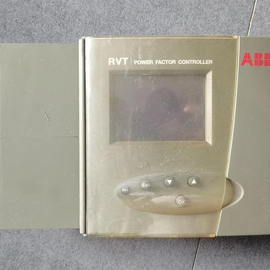 RVT POWER FACTOR CONTROLLER
ABB